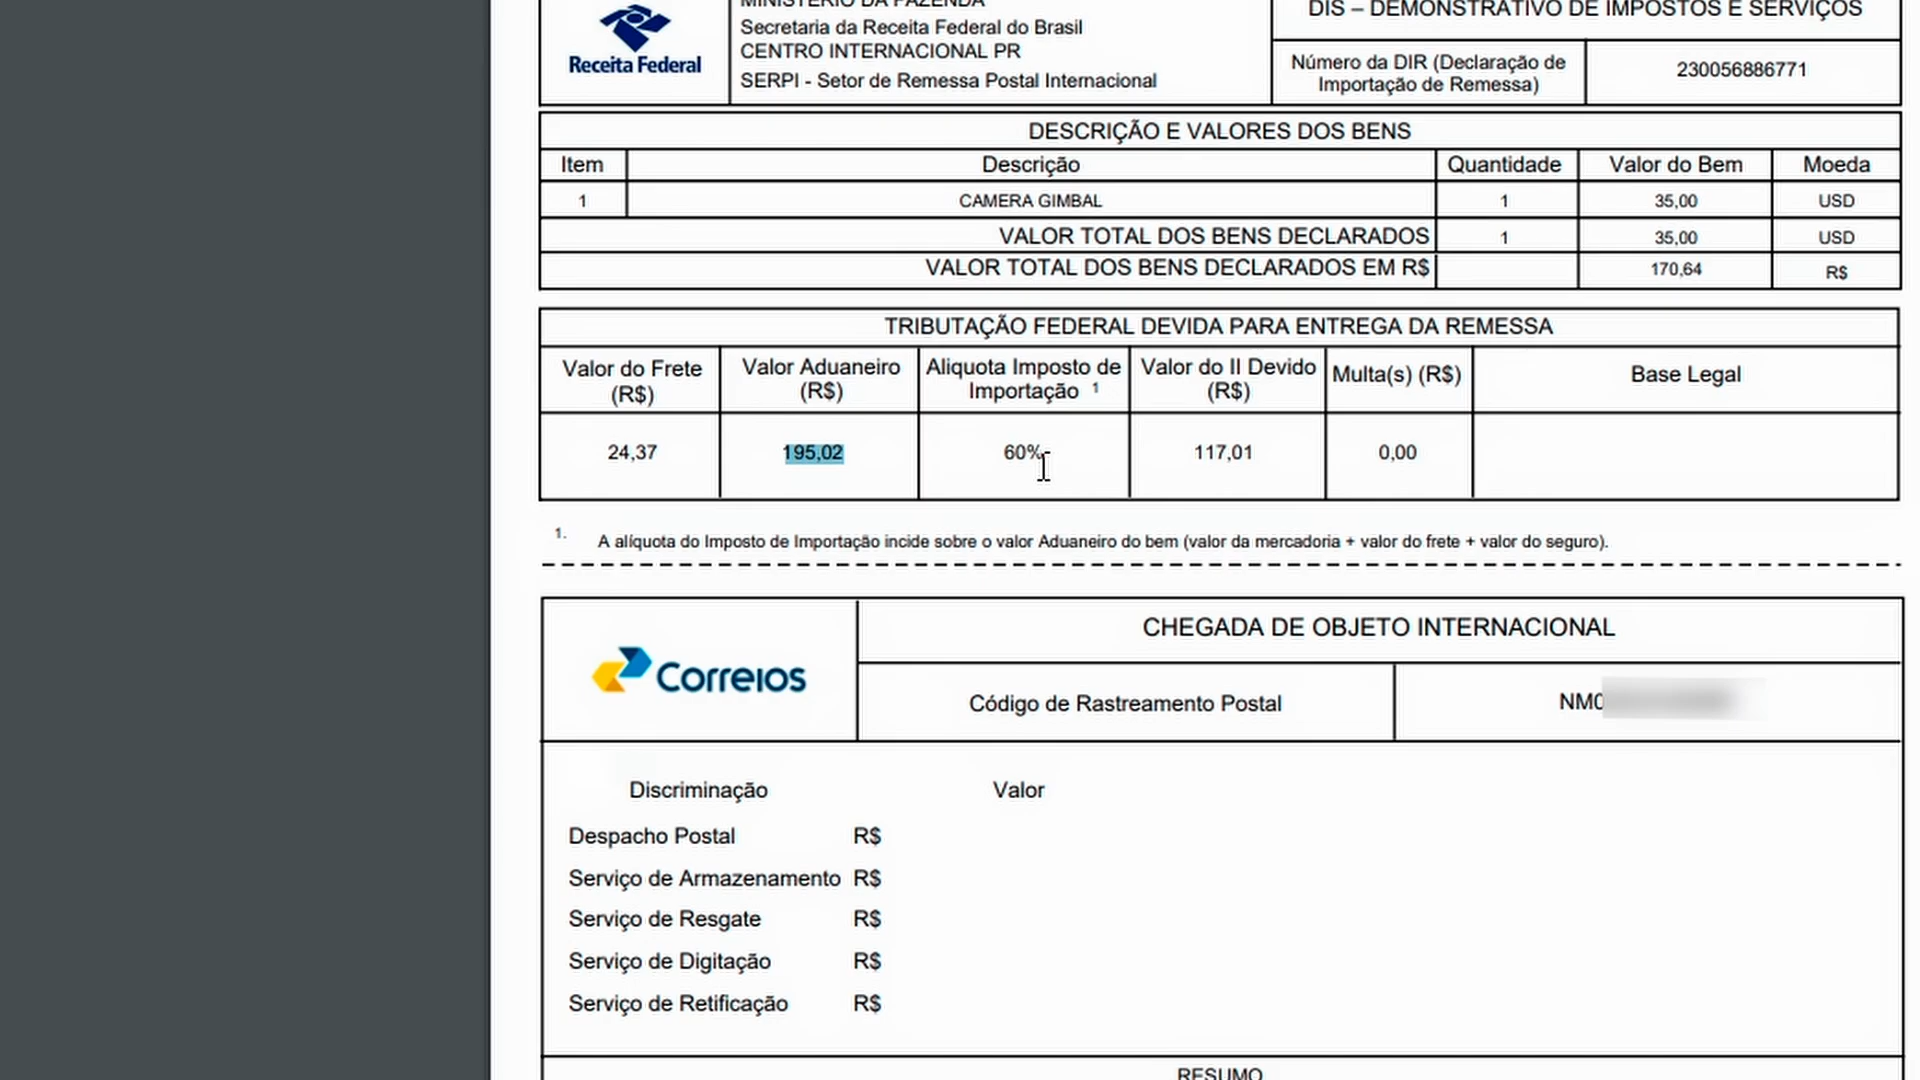 MINISTÉRIO DA FAZENDA
Secretaria da Receita Federal do Brasil
CENTRO INTERNACIONAL PR
SERPI - Setor de Remessa Postal Internacional
Receita Federal
DIS – DEMONSTRATIVO DE IMPOSTOS E SERVIÇOS
Número da DIR (Declaração de
Importação de Remessa)
230056886771
DESCRIÇÃO E VALORES DOS BENS
Item Descrição Quantidade Valor do Bem Moeda
1 CAMERA GIMBAL 1 35,00 USD
VALOR TOTAL DOS BENS DECLARADOS 1 35,00 USD
VALOR TOTAL DOS BENS DECLARADOS EM R$ 170,64 R$
TRIBUTAÇÃO FEDERAL DEVIDA PARA ENTREGA DA REMESSA
Valor do Frete
(R$)
Valor Aduaneiro
(R$)
Aliquota Imposto de
Importação 1
Valor do II Devido
(R$)
Multa(s) (R$)
Base Legal
24,37 195,02 60% 117,01 0,00
1. A alíquota do Imposto de Importação incide sobre o valor Aduaneiro do bem (valor da mercadoria + valor do frete + valor do seguro).
Correios
CHEGADA DE OBJETO INTERNACIONAL
Código de Rastreamento Postal
Discriminação Valor
Despacho Postal R$
Serviço de Armazenamento R$
Serviço de Resgate R$
Serviço de Digitação R$
Serviço de Retificação R$
RESUMO